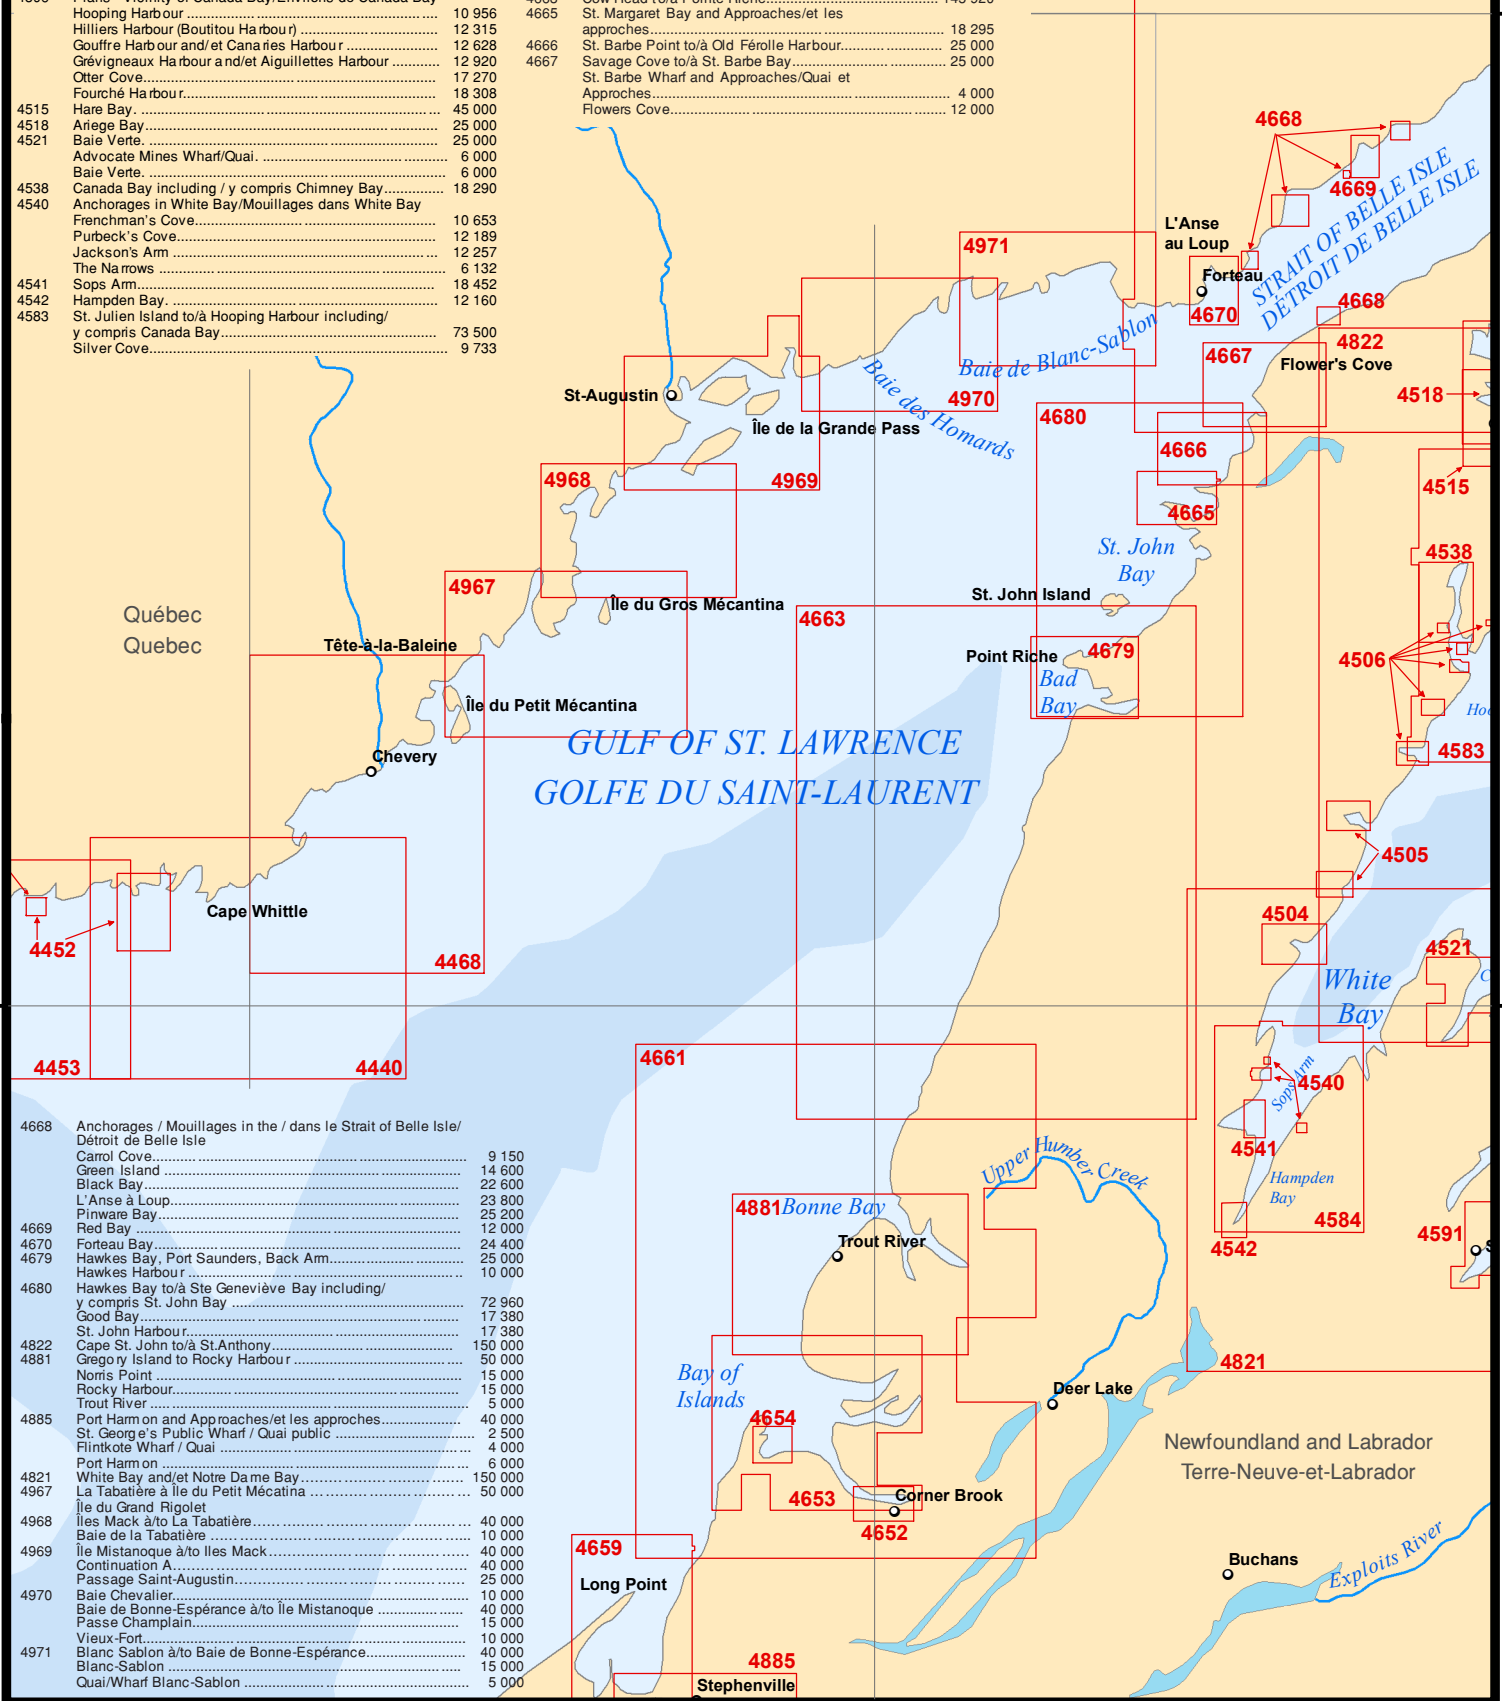 Hooping Harbour ........ 10 956
Hilliers Harbour (Boutitou Harbour) ........ 12 315
Gouffre Harbour and/et Canaries Harbour ........ 12 628
Grévigneaux Harbour and/et Aiguillettes Harbour ........ 12 920
Otter Cove........ 17 270
Fourché Harbour........ 18 308
4515 Hare Bay. ........ 45 000
4518 Ariege Bay........ 25 000
4521 Baie Verte. ........ 25 000
Advocate Mines Wharf/Quai. ........ 6 000
Baie Verte. ........ 6 000
4538 Canada Bay including / y compris Chimney Bay........ 18 290
4540 Anchorages in White Bay/Mouillages dans White Bay
Frenchman's Cove........ 10 653
Purbeck's Cove........ 12 189
Jackson's Arm ........ 12 257
The Narrows ........ 6 132
4541 Sops Arm........ 18 452
4542 Hampden Bay. ........ 12 160
4583 St. Julien Island to/à Hooping Harbour including/
y compris Canada Bay........ 73 500
Silver Cove........ 9 733
4665 St. Margaret Bay and Approaches/et les
approches........ 18 295
4666 St. Barbe Point to/à Old Férolle Harbour........ 25 000
4667 Savage Cove to/à St. Barbe Bay........ 25 000
St. Barbe Wharf and Approaches/Quai et
Approches........ 4 000
Flowers Cove........ 12 000
4668
4669
STRAIT OF BELLE ISLE
DÉTROIT DE BELLE ISLE
L'Anse
au Loup
Forteau
4670
4668
4971
4822
4667
Flower's Cove
4518
Baie de Blanc-Sablon
Baie des Homards
4970
St-Augustin
Île de la Grande Pass
4680
4666
4968
4969
4515
4665
St. John
Bay
4538
4967
Île du Gros Mécantina
St. John Island
4663
Québec
Quebec
Tête-à-la-Baleine
Point Riche
4679
4506
Bad
Bay
Île du Petit Mécantina
GULF OF ST. LAWRENCE
GOLFE DU SAINT-LAURENT
Chevery
4583
4505
Cape Whittle
4504
4452
4468
4521
White
Bay
4453
4440
4661
Sops Arm
4540
4541
Upper Humber Creek
Hampden
Bay
4881
Bonne Bay
4584
4542
4591
Trout River
4821
Bay of
Islands
Deer Lake
4654
Newfoundland and Labrador
Terre-Neuve-et-Labrador
4653
Corner Brook
4652
4659
Long Point
Buchans
Exploits River
4885
Stephenville
4668 Anchorages / Mouillages in the / dans le Strait of Belle Isle/
Détroit de Belle Isle
Carrol Cove........ 9 150
Green Island ........ 14 600
Black Bay........ 22 600
L'Anse à Loup........ 23 800
Pinware Bay........ 25 200
4669 Red Bay ........ 12 000
4670 Forteau Bay........ 24 400
4679 Hawkes Bay, Port Saunders, Back Arm........ 25 000
Hawkes Harbour ........ 10 000
4680 Hawkes Bay to/à Ste Geneviève Bay including/
y compris St. John Bay ........ 72 960
Good Bay........ 17 380
St. John Harbour........ 17 380
4822 Cape St. John to/à St.Anthony........ 150 000
4881 Gregory Island to Rocky Harbour ........ 50 000
Norris Point ........ 15 000
Rocky Harbour........ 15 000
Trout River ........ 5 000
4885 Port Harmon and Approaches/et les approches........ 40 000
St. George's Public Wharf / Quai public ........ 2 500
Flintkote Wharf / Quai ........ 4 000
Port Harmon ........ 6 000
4821 White Bay and/et Notre Dame Bay........ 150 000
4967 La Tabatière à Île du Petit Mécatina ........ 50 000
Île du Grand Rigolet
4968 Îles Mack à/to La Tabatière........ 40 000
Baie de la Tabatière ........ 10 000
4969 Île Mistanoque à/to Iles Mack........ 40 000
Continuation A........ 40 000
Passage Saint-Augustin........ 25 000
4970 Baie Chevalier........ 10 000
Baie de Bonne-Espérance à/to Île Mistanoque ........ 40 000
Passe Champlain........ 15 000
Vieux-Fort........ 10 000
4971 Blanc Sablon à/to Baie de Bonne-Espérance........ 40 000
Blanc-Sablon ........ 15 000
Quai/Wharf Blanc-Sablon ........ 5 000